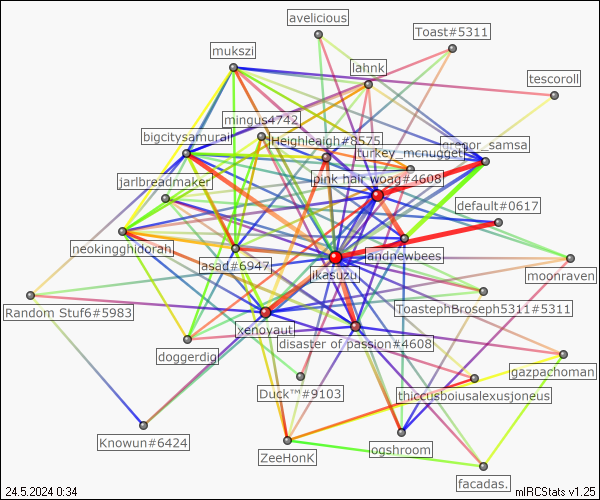 avelicious
Toast#5311
mukszi
lahnk
tescoroll
mingus4742
bigcitysamurai
Heighleaigh#8575
gregor_samsa
turkey_mcnugget
jarlbreadmaker
pink hair woag#4608
default#0617
neokingghidorah
asad#6947
jikasuzu
andnewbees
moonraven
Random Stuf6#5983
xenoyaut
ToastephBroseph5311#5311
doggerdig
disaster of passion#4608
gazpachoman
Duck™#9103
thiccusboiusalexusjoneus
Knowun#6424
ZeeHonK
ogshroom
facadas.
24.5.2024 0:34
mIRCStats v1.25